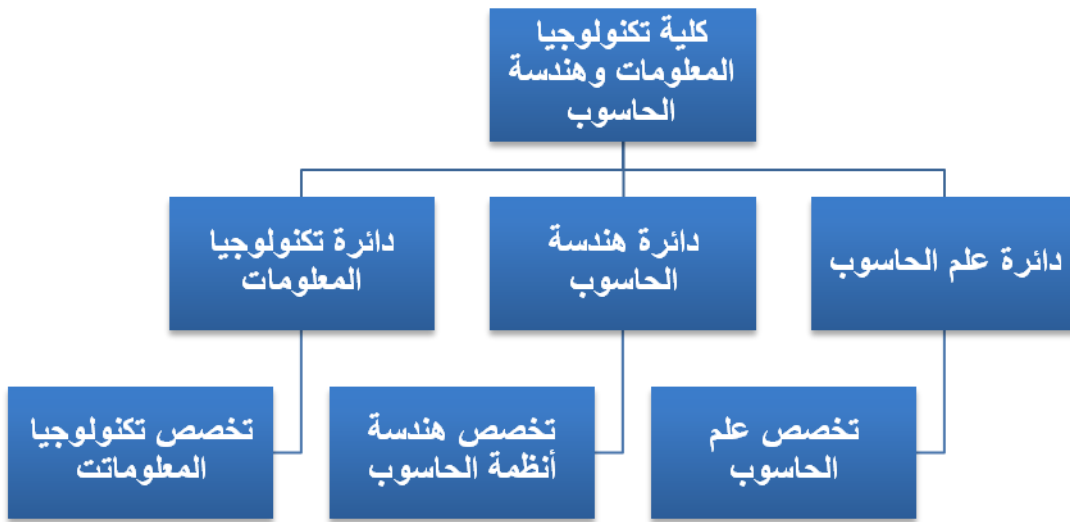 كلية تكنولوجيا
المعلومات وهندسة
الحاسوب
دائرة علم الحاسوب
دائرة هندسة
الحاسوب
دائرة تكنولوجيا
المعلومات
تخصص علم
الحاسوب
تخصص هندسة
أنظمة الحاسوب
تخصص تكنولوجيا
المعلوماتت